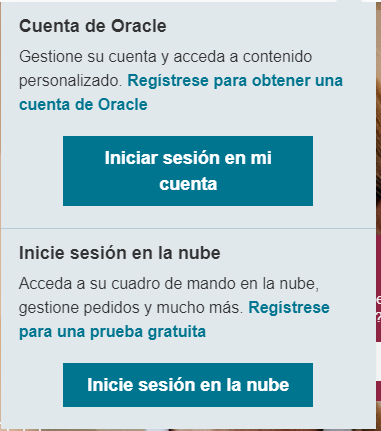 Cuenta de Oracle
Gestione su cuenta y acceda a contenido
personalizado. Regístrese para obtener una
cuenta de Oracle
Iniciar sesión en mi
cuenta
Inicie sesión en la nube
Acceda a su cuadro de mando en la nube,
gestione pedidos y mucho más. Regístrese
para una prueba gratuita
Inicie sesión en la nube